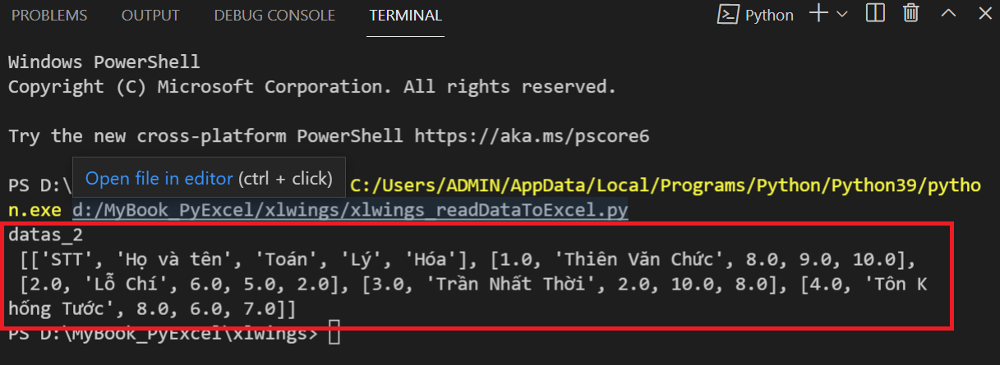 PROBLEMS OUTPUT DEBUG CONSOLE TERMINAL Python
Windows PowerShell
Copyright (C) Microsoft Corporation. All rights reserved.
Try the new cross-platform PowerShell https://aka.ms/pscore6
Open file in editor (ctrl + click)
PS D:\ C:/Users/ADMIN/AppData/Local/Programs/Python/Python39/pytho
n.exe d:/MyBook_PyExcel/xlwings/xlwings_readDataToExcel.py
datas_2
[['STT', 'Họ và tên', 'Toán', 'Lý', 'Hóa'], [1.0, 'Thiên Văn Chức', 8.0, 9.0, 10.0],
[2.0, 'Lỗ Chí', 6.0, 5.0, 2.0], [3.0, 'Trần Nhất Thời', 2.0, 10.0, 8.0], [4.0, 'Tôn K
hống Tước', 8.0, 6.0, 7.0]]
PS D:\MyBook_PyExcel\xlwings>